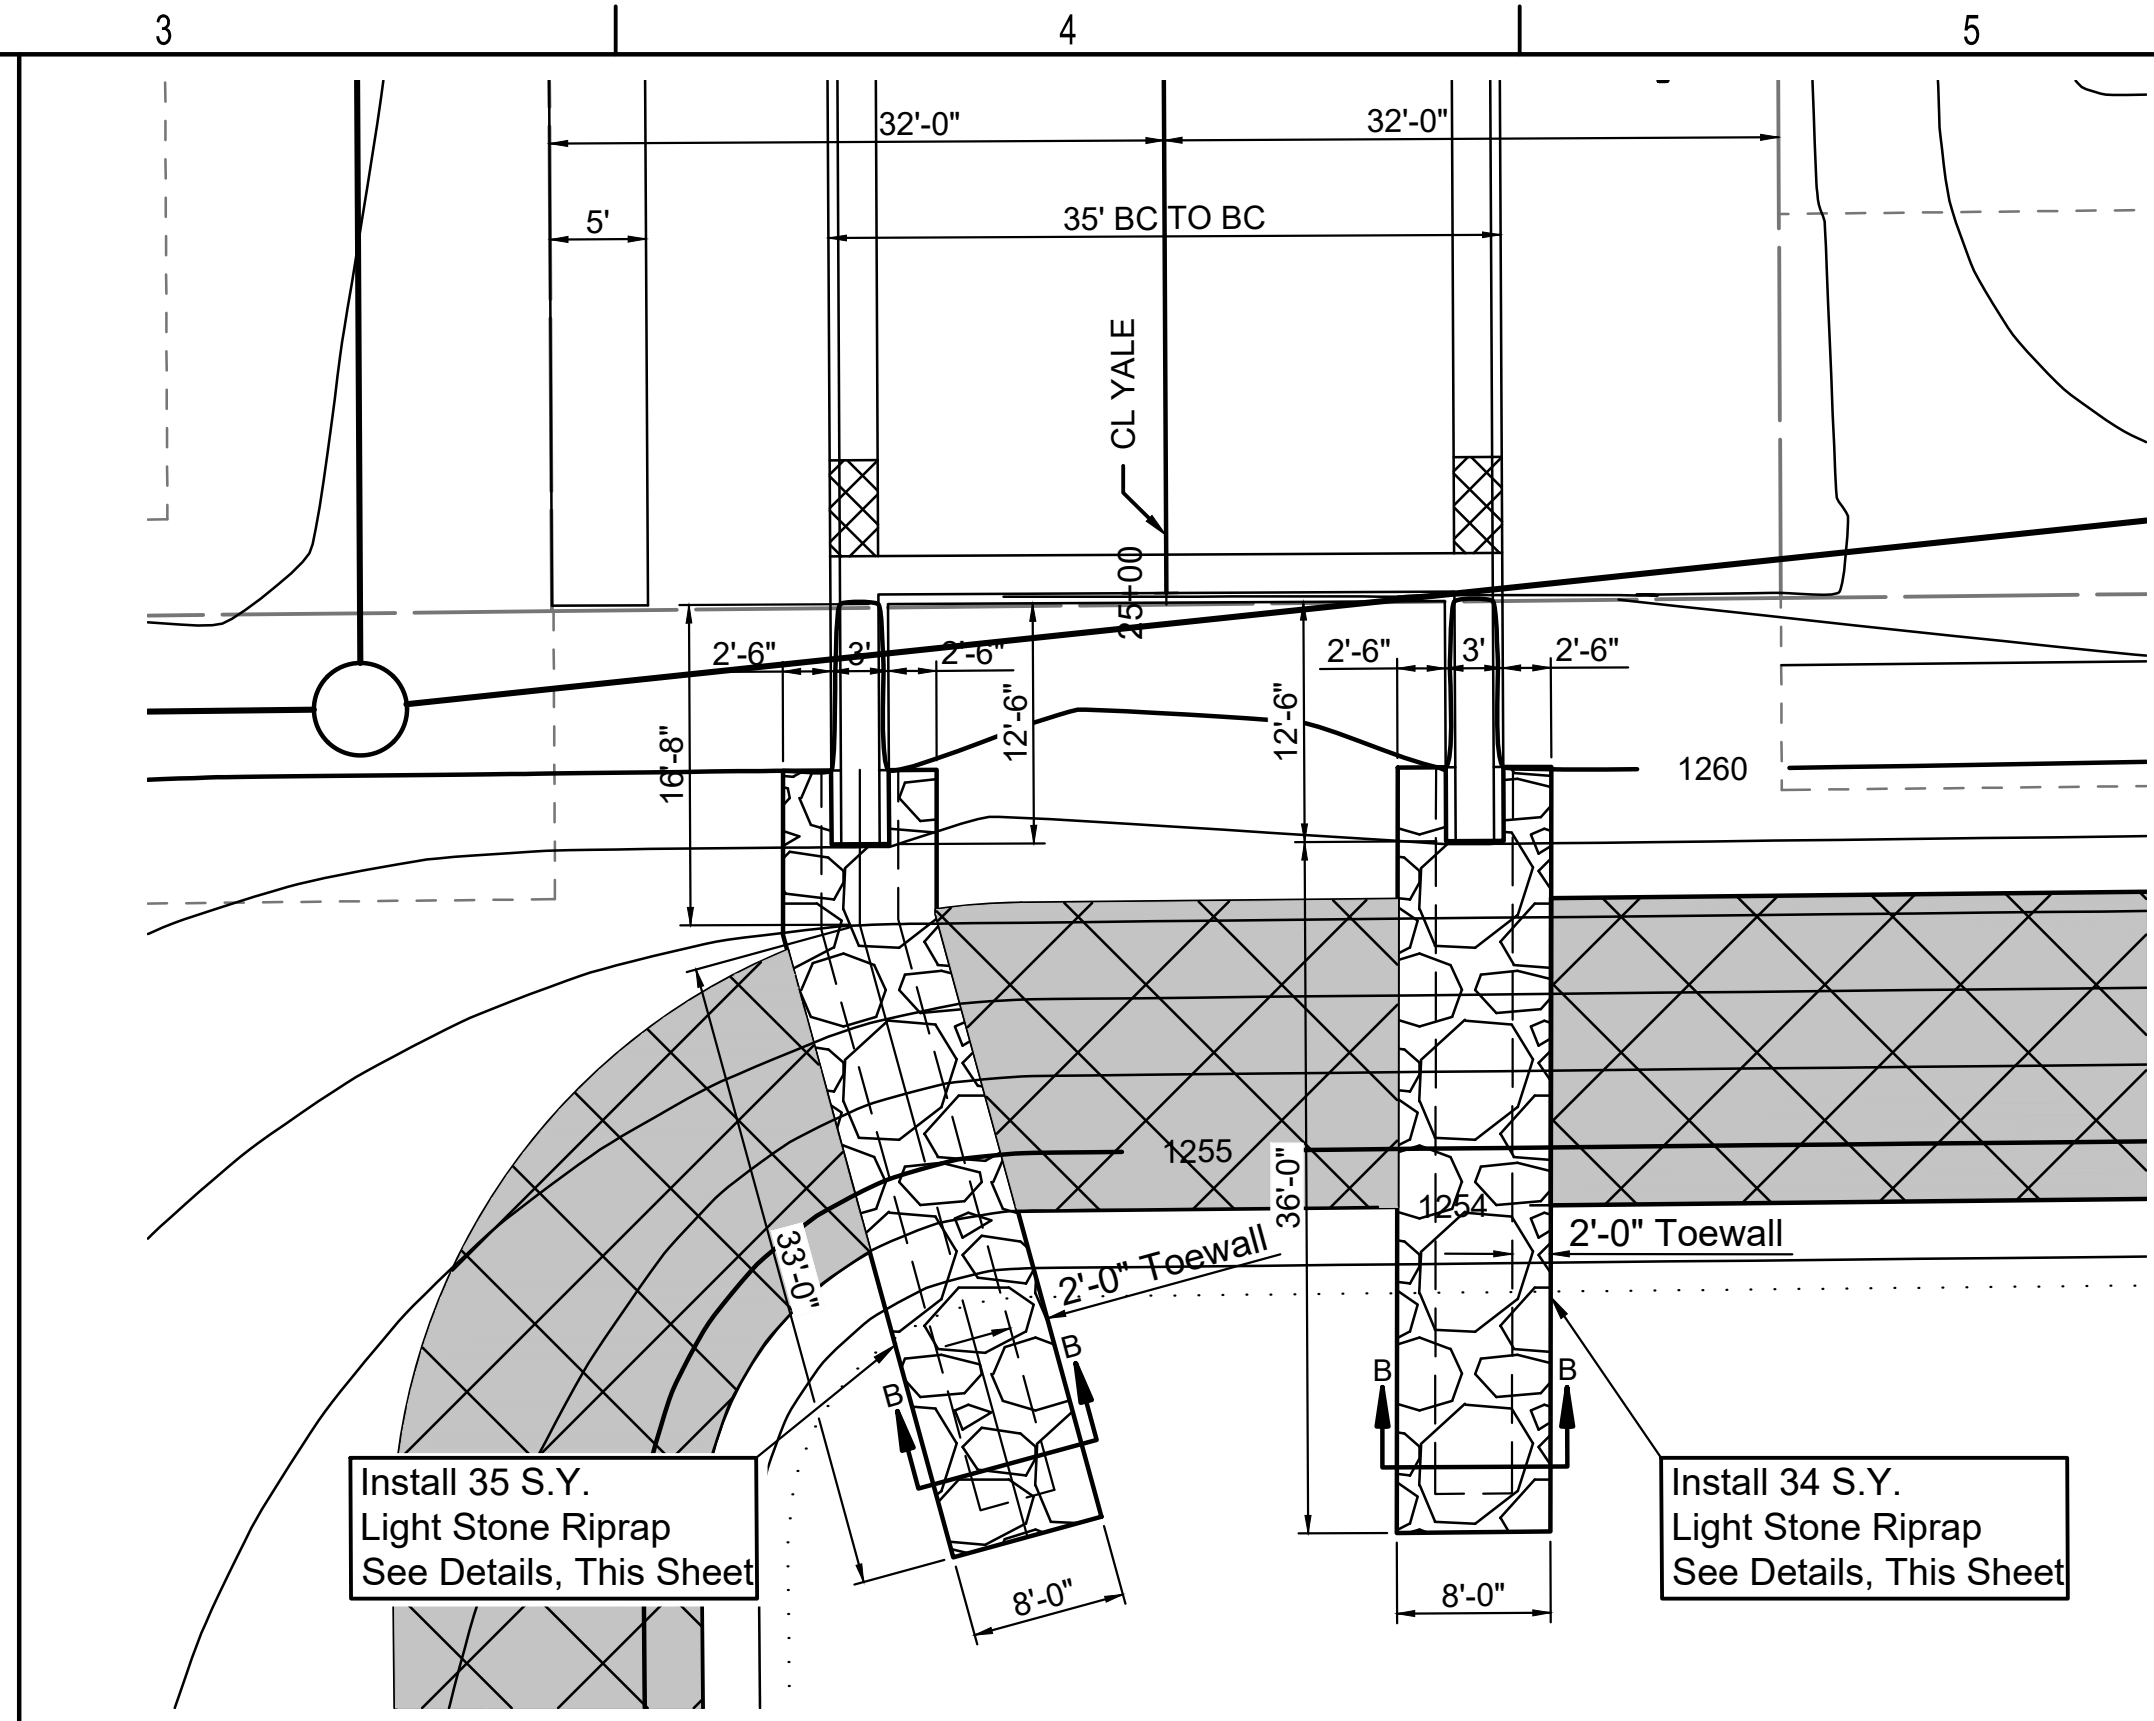 3 4 5
32'-0" 32'-0"
5' 35' BC TO BC
CL YALE
25+00
2'-6" 3' 2'-6" 2'-6" 3' 2'-6"
16'-8" 12'-6" 12'-6" 1260
1255
33'-0" 36'-0" 1254
2'-0" Toewall 2'-0" Toewall
B B B B
Install 35 S.Y.
Light Stone Riprap
See Details, This Sheet
Install 34 S.Y.
Light Stone Riprap
See Details, This Sheet
8'-0" 8'-0"